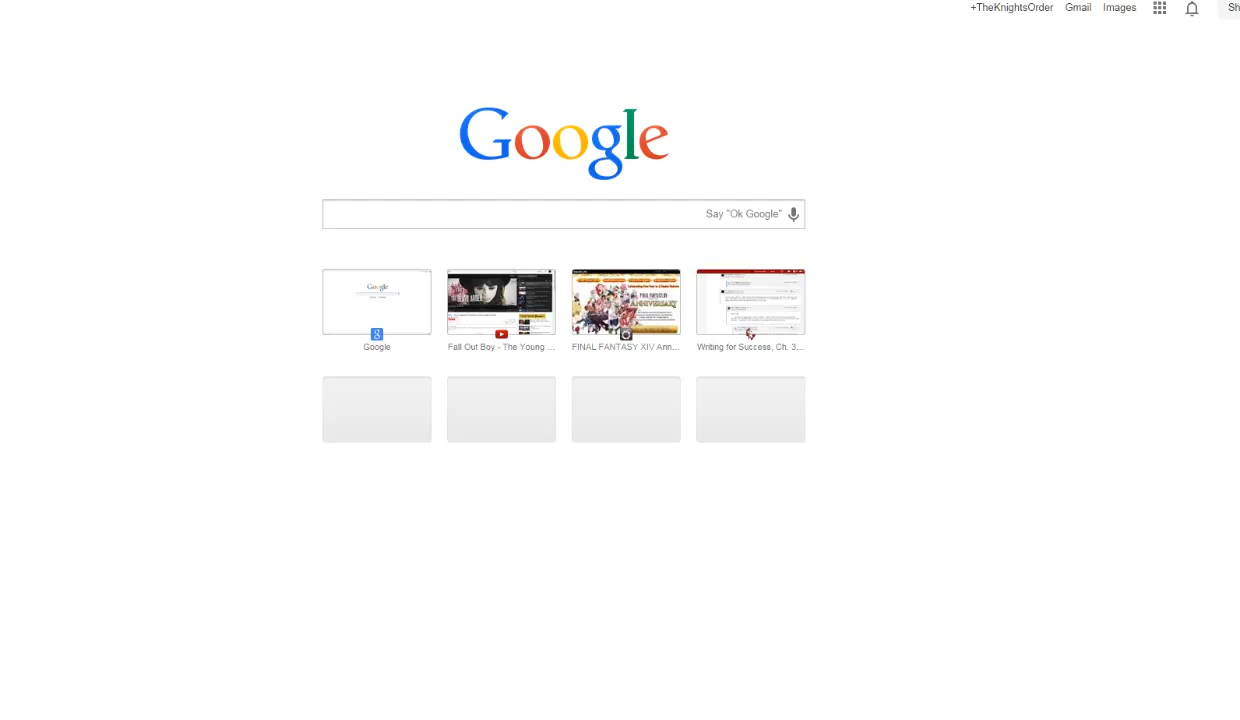 +TheKnightsOrder Gmail Images Sh
Google
Say "Ok Google"
Google
Fall Out Boy - The Young ...
FINAL FANTASY XIV Ann...
Writing for Success, Ch. 3...